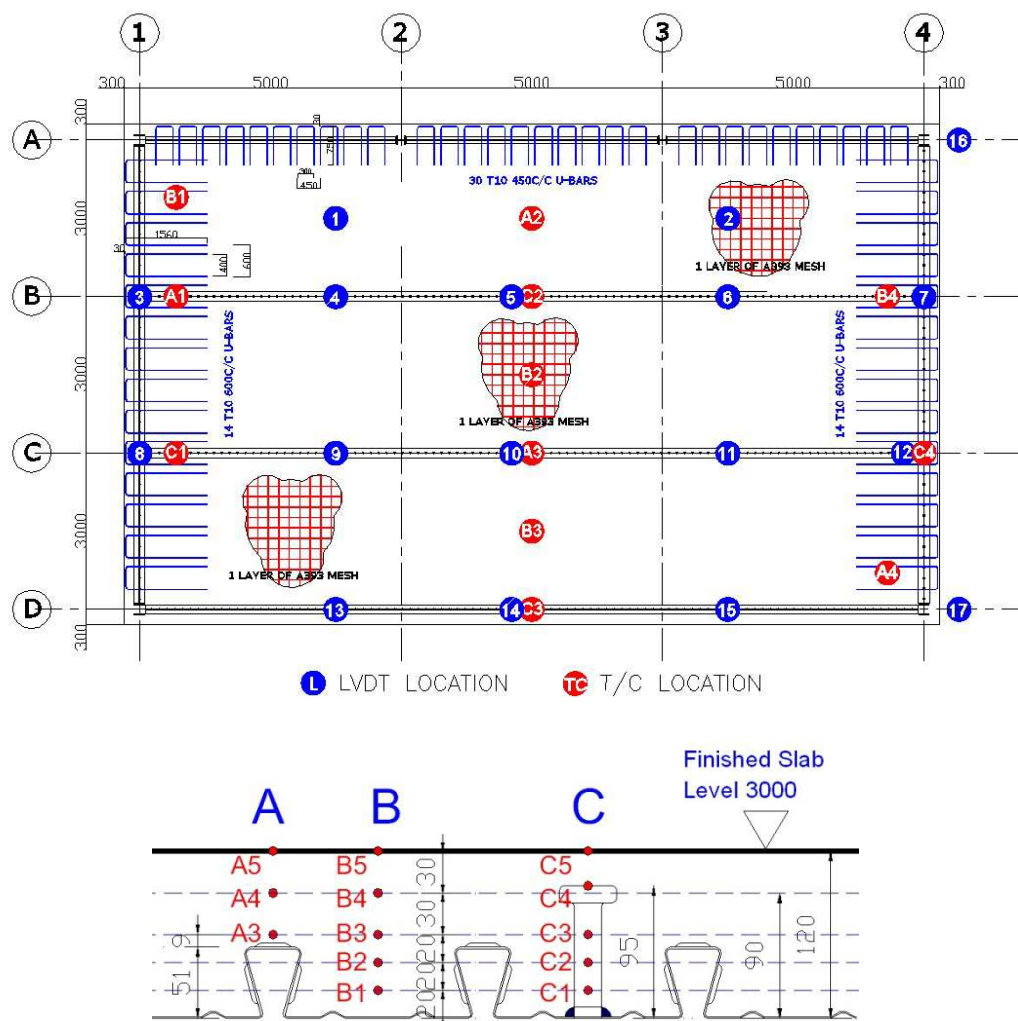 1 2 3 4
300 5000 5000 5000 300
300
A 30 750 16
B1 300 450 30 T10 450C/C U-BARS
3000 1 A2 2
30 1560 400 600 1 LAYER OF A393 MESH
B 3 A1 4 5 C2 6 B4 7
14 T10 600C/C U-BARS
14 T10 600C/C U-BARS
3000 B2
1 LAYER OF A393 MESH
C 8 C1 9 10 A3 11 12 C4
3000 B3
1 LAYER OF A393 MESH A4
D 13 14 C3 15 17
300
L LVDT LOCATION TC T/C LOCATION
Finished Slab
Level 3000
A B C
A5 B5 30 C5
A4 B4 C4
A3 B3 30 C3
9 B2 20 C2 95 90 120
51 B1 20 C1
20